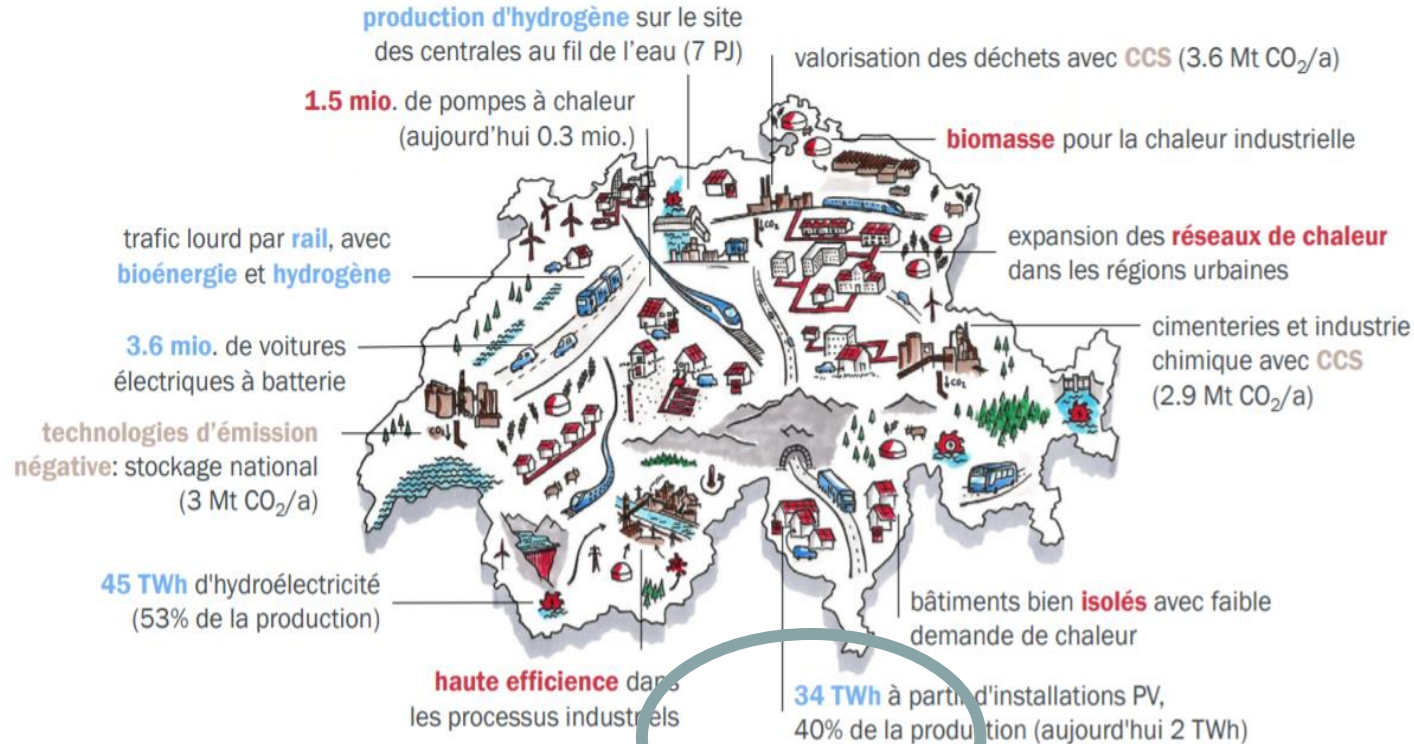 production d'hydrogène sur le site
des centrales au fil de l'eau (7 PJ)
valorisation des déchets avec CCS (3.6 Mt CO₂/a)
1.5 mio. de pompes à chaleur
(aujourd'hui 0.3 mio.)
biomasse pour la chaleur industrielle
trafic lourd par rail, avec
bioénergie et hydrogène
expansion des réseaux de chaleur
dans les régions urbaines
3.6 mio. de voitures
électriques à batterie
cimenteries et industrie
chimique avec CCS
(2.9 Mt CO₂/a)
technologies d'émission
négative: stockage national
(3 Mt CO₂/a)
45 TWh d'hydroélectricité
(53% de la production)
bâtiments bien isolés avec faible
demande de chaleur
haute efficience dans
les processus industriels
34 TWh à partir d'installations PV,
40% de la production (aujourd'hui 2 TWh)
CO₂
CO₂
CO₂